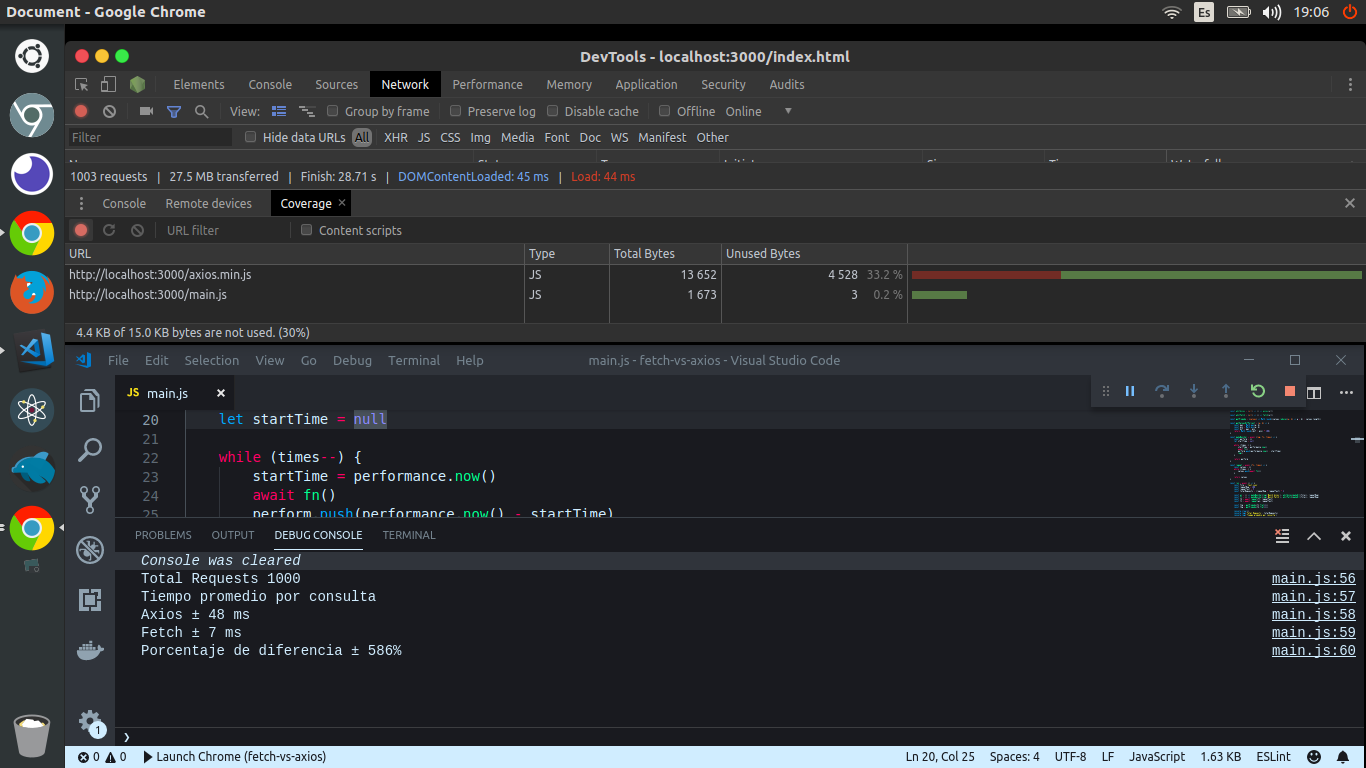 Document - Google Chrome Es 19:06
DevTools - localhost:3000/index.html
Elements Console Sources Network Performance Memory Application Security Audits
View: Group by frame Preserve log Disable cache Offline Online
Filter Hide data URLs All XHR JS CSS Img Media Font Doc WS Manifest Other
1003 requests | 27.5 MB transferred | Finish: 28.71 s | DOMContentLoaded: 45 ms | Load: 44 ms
Console Remote devices Coverage ×
URL filter Content scripts
URL Type Total Bytes Unused Bytes
http://localhost:3000/axios.min.js JS 13 652 4 528 33.2 %
http://localhost:3000/main.js JS 1 673 3 0.2 %
4.4 KB of 15.0 KB bytes are not used. (30%)
File Edit Selection View Go Debug Terminal Help main.js - fetch-vs-axios - Visual Studio Code
JS main.js
20 let startTime = null
21
22 while (times--) {
23 startTime = performance.now()
24 await fn()
25 perform.push(performance.now() - startTime)
PROBLEMS OUTPUT DEBUG CONSOLE TERMINAL
Console was cleared
Total Requests 1000 main.js:56
Tiempo promedio por consulta main.js:57
Axios ± 48 ms main.js:58
Fetch ± 7 ms main.js:59
Porcentaje de diferencia ± 586% main.js:60
1
0 0 Launch Chrome (fetch-vs-axios) Ln 20, Col 25 Spaces: 4 UTF-8 LF JavaScript 1.63 KB ESLint